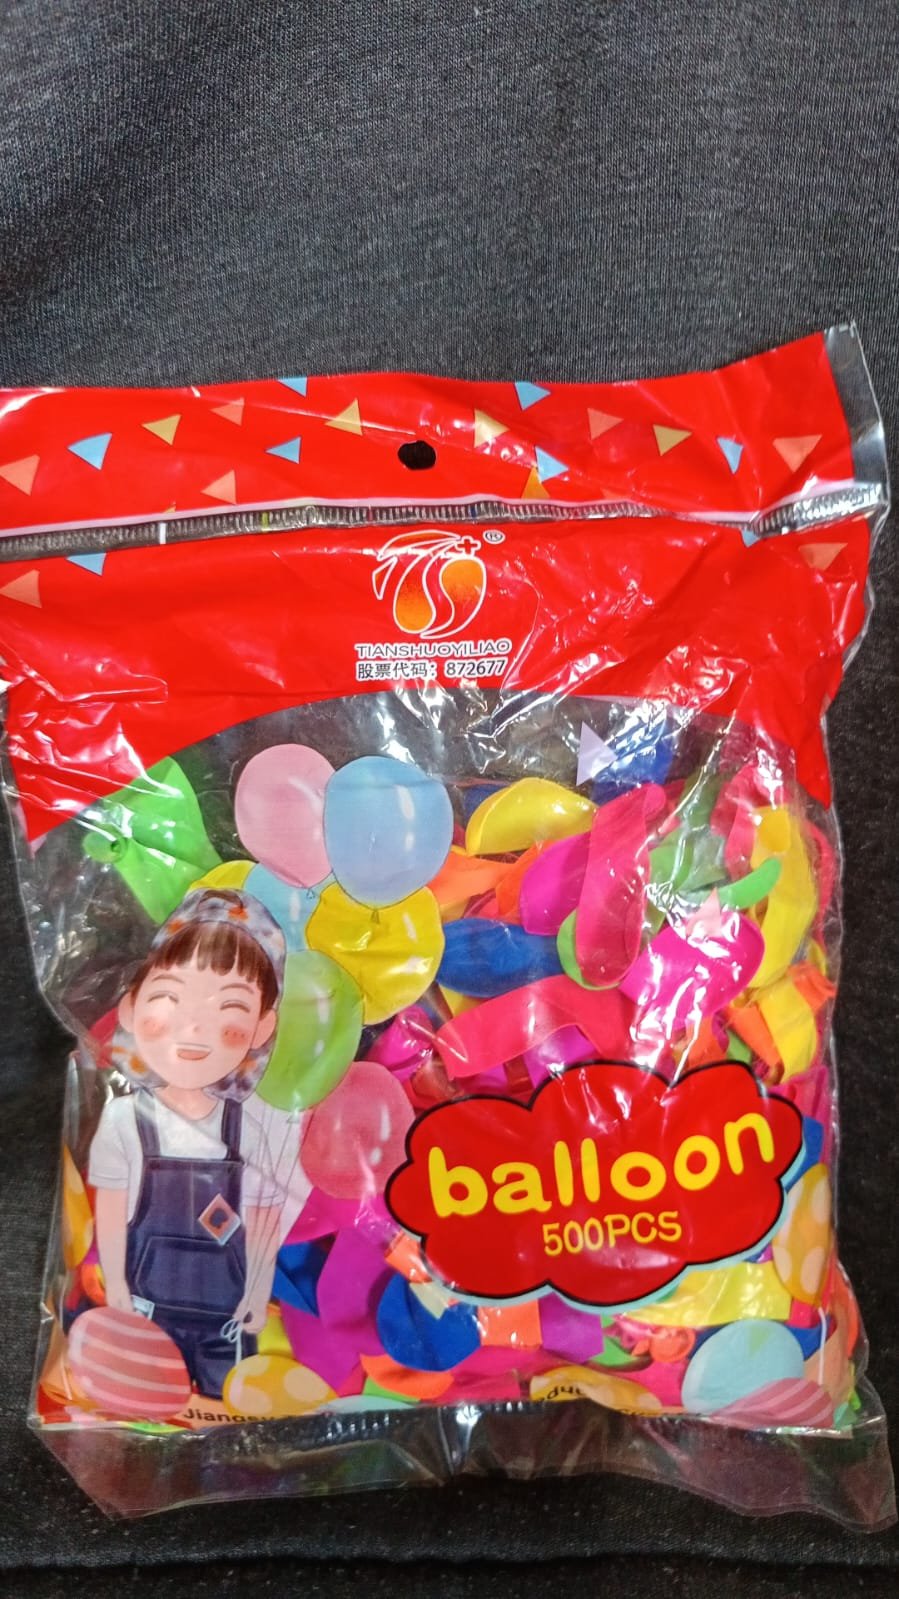 ®
TIANSHUOYILIAO
股票代码：872677
balloon
500PCS